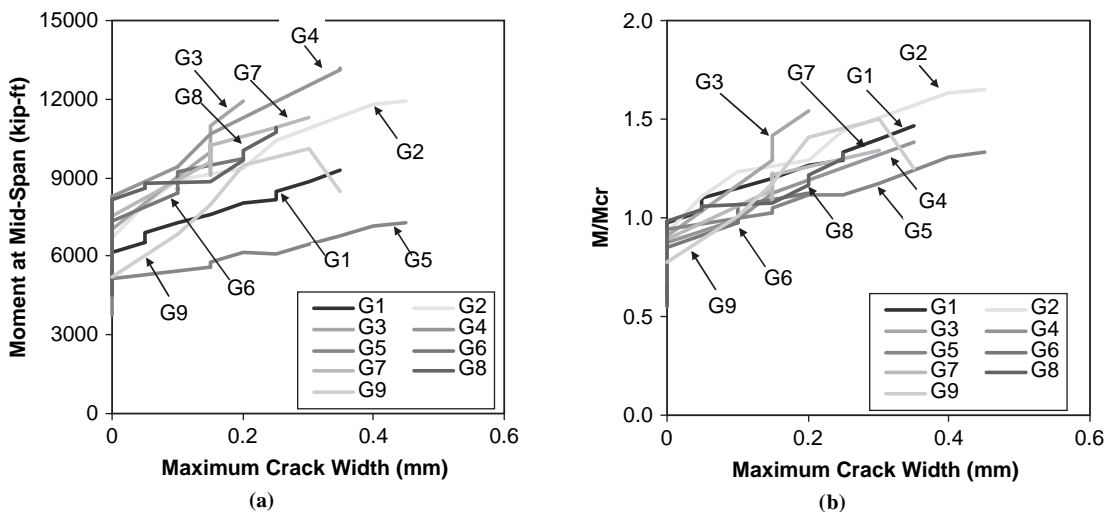 15000
12000
9000
6000
3000
0
Moment at Mid-Span (kip-ft)
G3
G4
G7
G8
G2
G1
G5
G6
G9
G1 G2
G3 G4
G5 G6
G7 G8
G9
0 0.2 0.4 0.6
Maximum Crack Width (mm)
(a)
2.0
1.5
1.0
0.5
0.0
M/Mcr
G2
G1
G7
G3
G4
G5
G8
G6
G9
G1 G2
G3 G4
G5 G6
G7 G8
G9
0 0.2 0.4 0.6
Maximum Crack Width (mm)
(b)